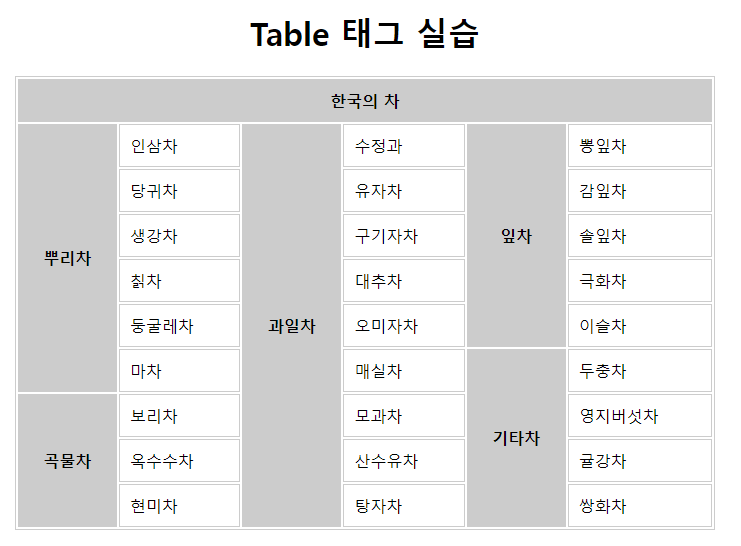 Table 태그 실습
한국의 차
뿌리차 인삼차 과일차 수정과 잎차 뽕잎차
당귀차 유자차 감잎차
생강차 구기자차 솔잎차
칡차 대추차 극화차
둥굴레차 오미자차 이슬차
마차 매실차 기타차 두중차
곡물차 보리차 모과차 영지버섯차
옥수수차 산수유차 귤강차
현미차 탕자차 쌍화차